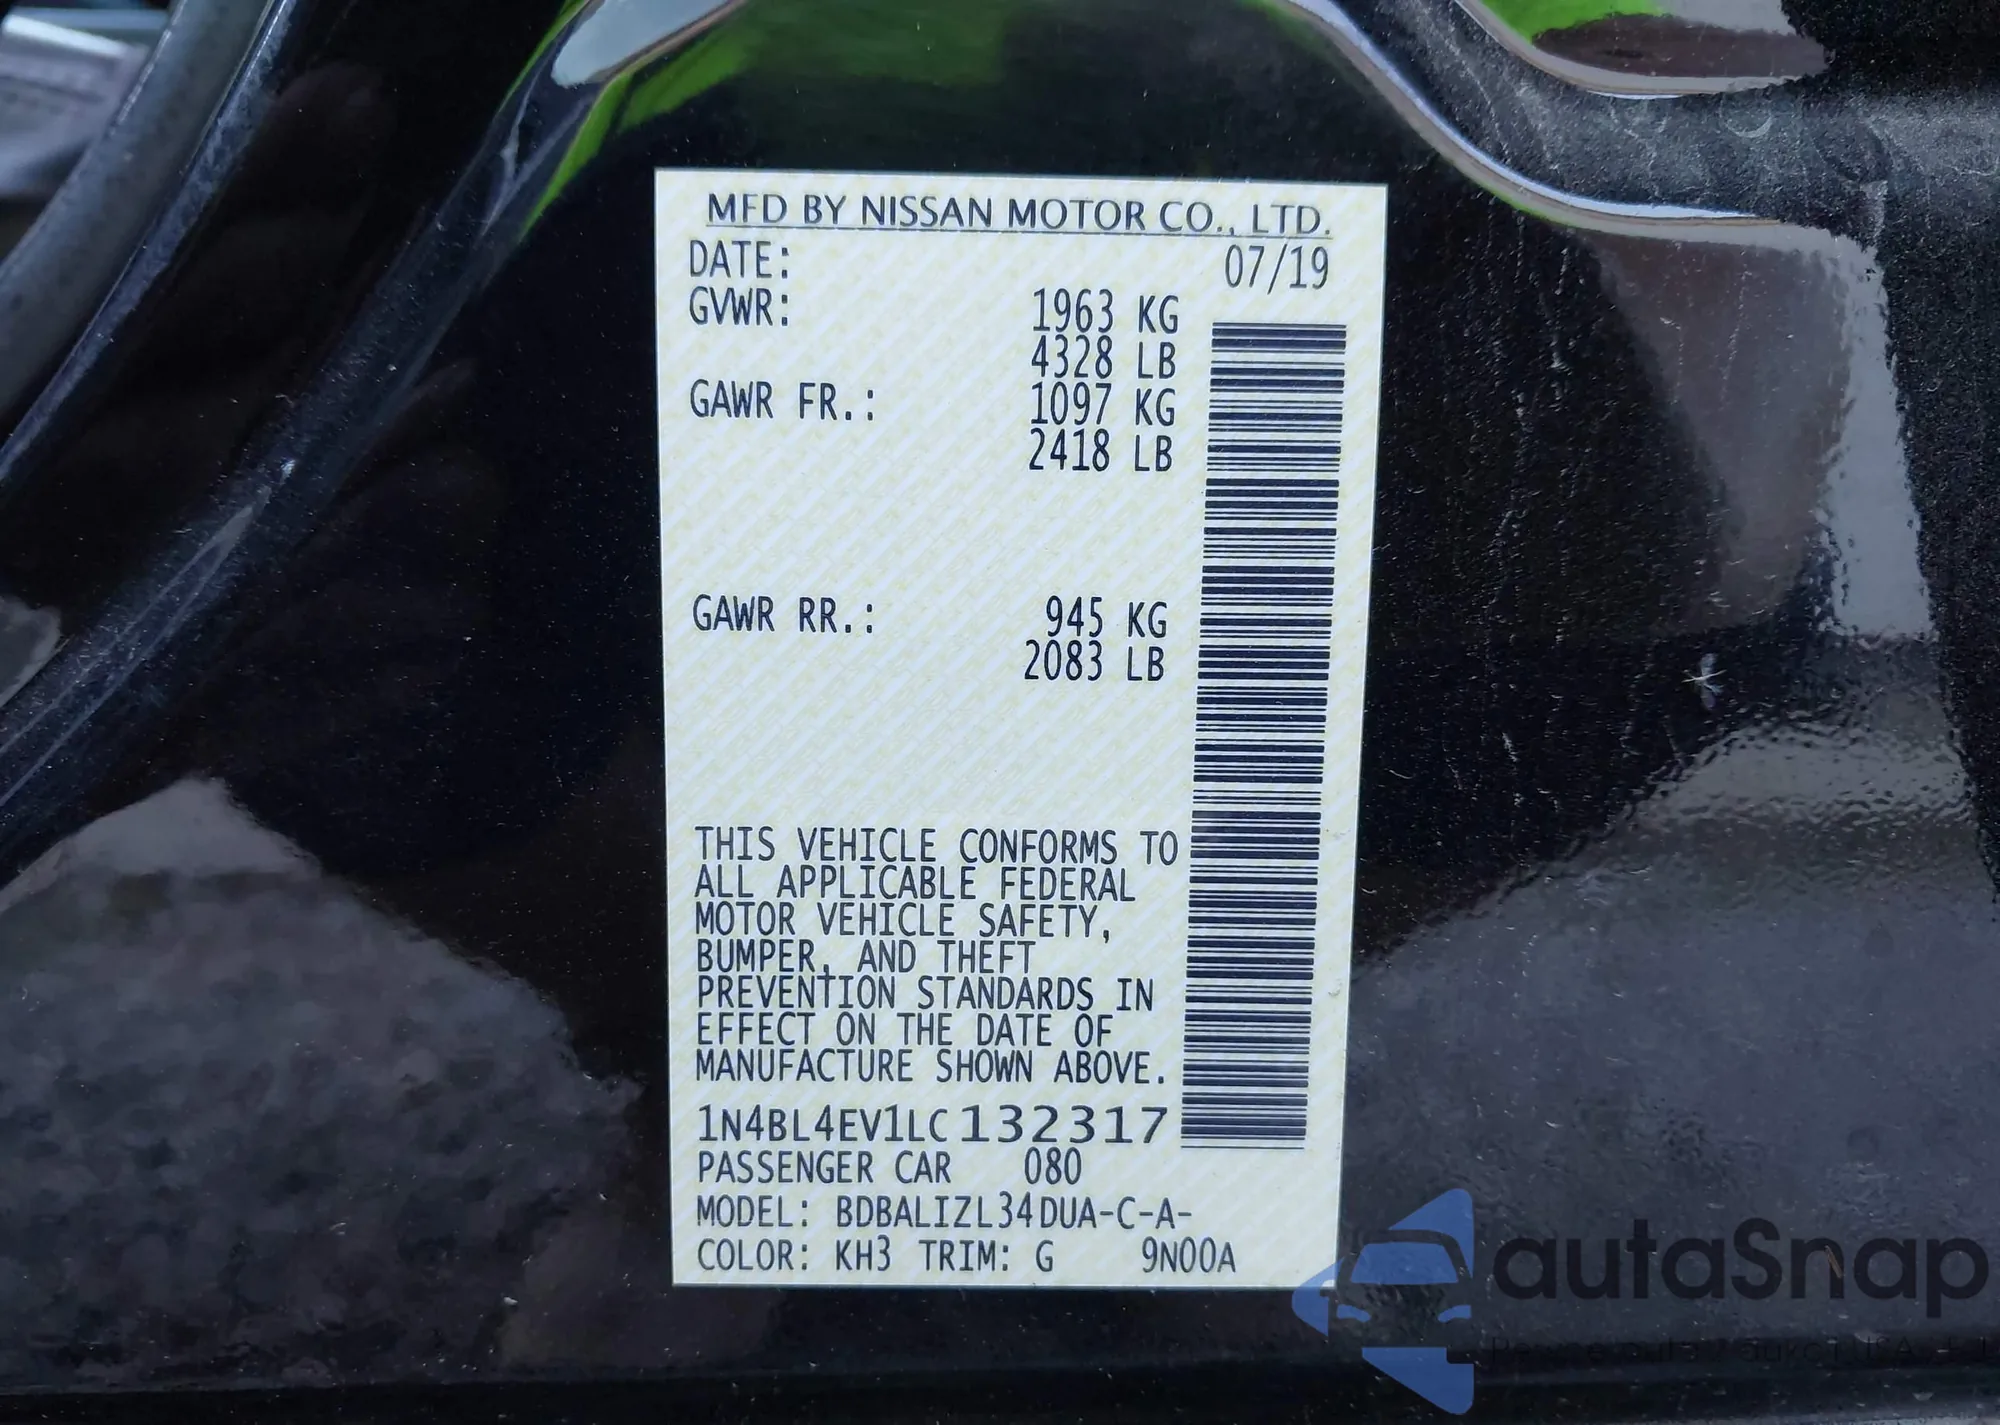 MFD BY NISSAN MOTOR CO., LTD.
DATE: 07/19
GVWR: 1963 KG
4328 LB
GAWR FR.: 1097 KG
2418 LB
GAWR RR.: 945 KG
2083 LB
THIS VEHICLE CONFORMS TO
ALL APPLICABLE FEDERAL
MOTOR VEHICLE SAFETY,
BUMPER, AND THEFT
PREVENTION STANDARDS IN
EFFECT ON THE DATE OF
MANUFACTURE SHOWN ABOVE.
1N4BL4EV1LC132317
PASSENGER CAR 080
MODEL: BDBALIZL34DUA-C-A-
COLOR: KH3 TRIM: G 9N00A
autaSnap